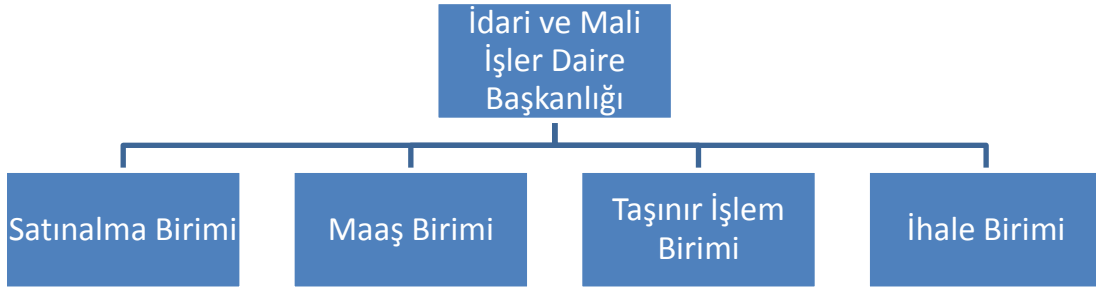 İdari ve Mali
İşler Daire
Başkanlığı
Satınalma Birimi
Maaş Birimi
Taşınır İşlem
Birimi
İhale Birimi